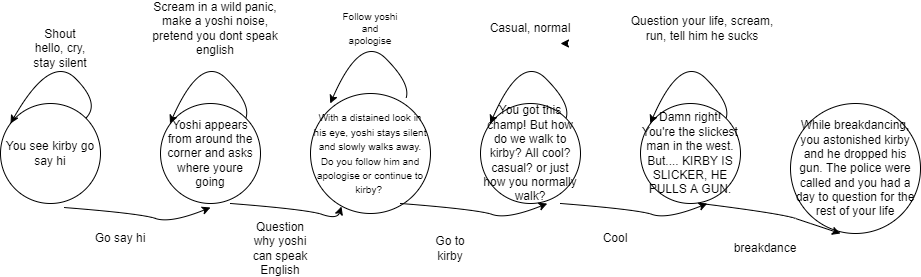 Shout
hello, cry,
stay silent
Scream in a wild panic,
make a yoshi noise,
pretend you dont speak
english
Follow yoshi
and
apologise
Casual, normal
Question your life, scream,
run, tell him he sucks
You see kirby go
say hi
Yoshi appears
from around the
corner and asks
where youre
going
With a distained look in
his eye, yoshi stays silent
and slowly walks away.
Do you follow him and
apologise or continue to
kirby?
You got this
champ! But how
do we walk to
kirby? All cool?
casual? or just
how you normally
walk?
Damn right!
You're the slickest
man in the west.
But.... KIRBY IS
SLICKER, HE
PULLS A GUN.
While breakdancing,
you astonished kirby
and he dropped his
gun. The police were
called and you had a
day to question for the
rest of your life
Go say hi
Question
why yoshi
can speak
English
Go to
kirby
Cool
breakdance